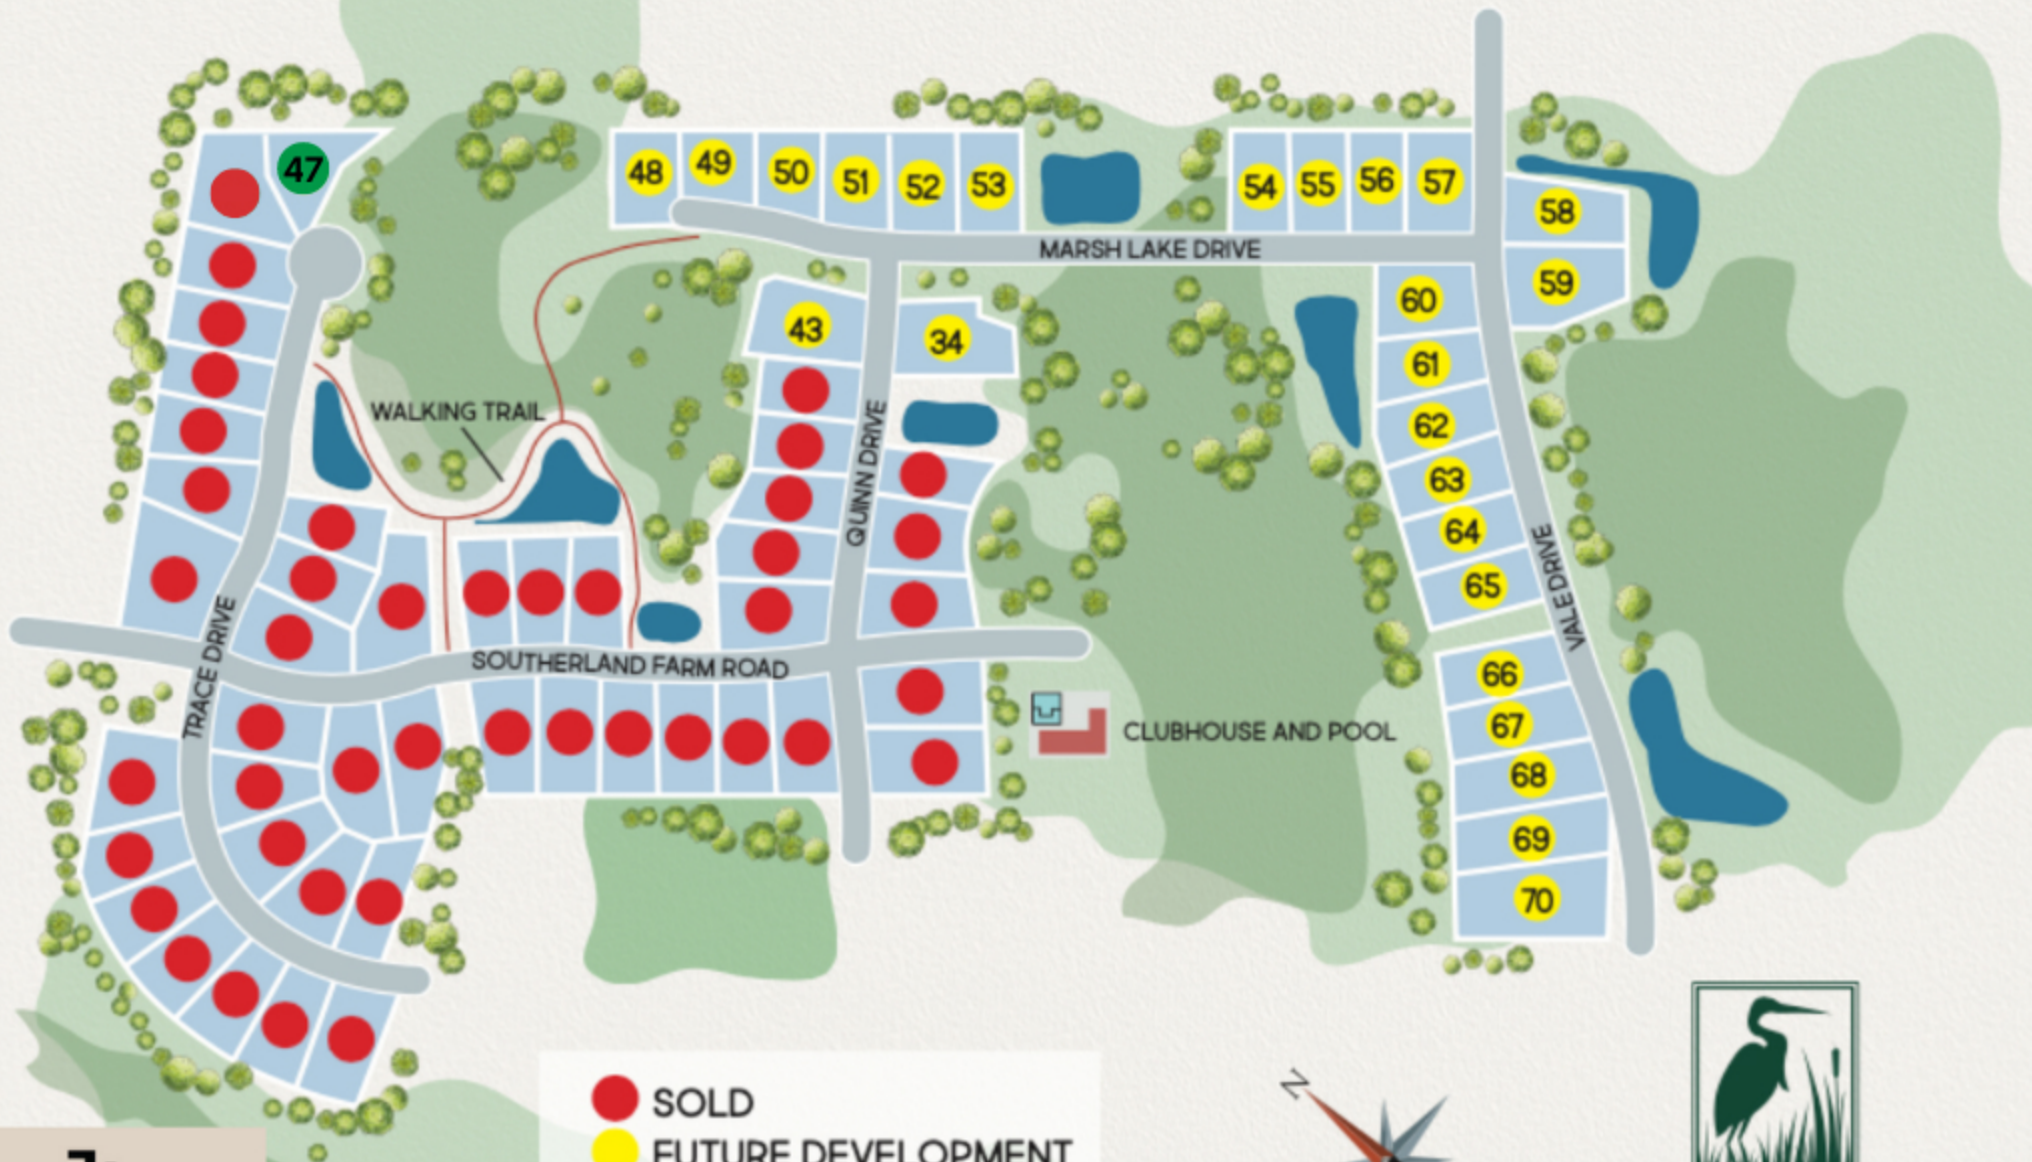 47
48
49
50
51
52
53
54
55
56
57
58
59
MARSH LAKE DRIVE
43
34
60
61
62
63
64
65
WALKING TRAIL
QUINN DRIVE
VALE DRIVE
TRACE DRIVE
SOUTHERLAND FARM ROAD
66
67
68
69
70
CLUBHOUSE AND POOL
N
SOLD
FUTURE DEVELOPMENT